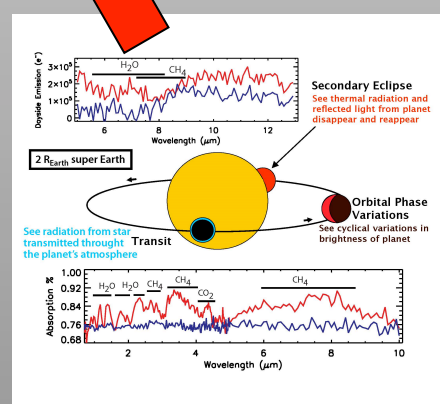 H2O
CH4
3×10⁵
2×10⁵
1×10⁵
0
Dayside Emission (e⁻)
6 8 10 12
Wavelength (μm)
Secondary Eclipse
See thermal radiation and
reflected light from planet
disappear and reappear
2 REarth super Earth
Orbital Phase
Variations
See cyclical variations in
brightness of planet
See radiation from star
transmitted throught
the planet's atmosphere
Transit
1.00
0.92
0.84
0.76
0.68
Absorption %
H2O H2O CH4 CH4 CO2 CH4
2 4 6 8 10
Wavelength (μm)